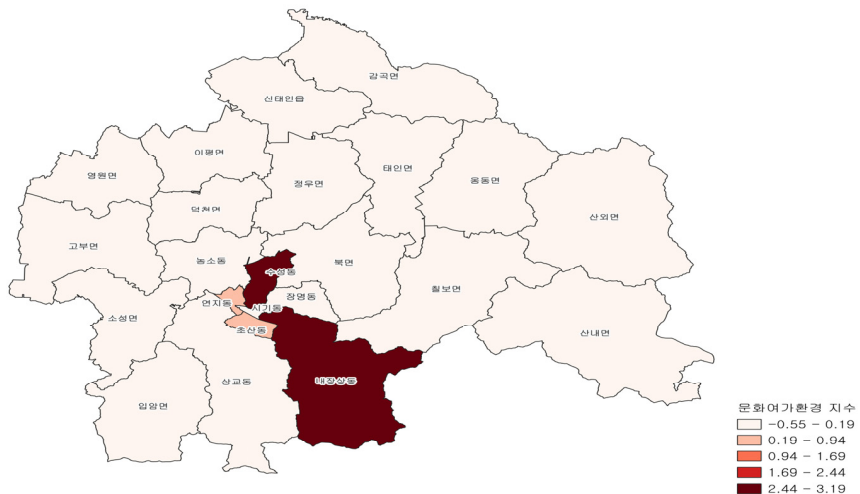 감곡면
신태인읍
이평면
영원면
정우면
태인면
옹동면
산외면
덕천면
고부면
농소동
북면
수성동
칠보면
연지동
시기동
장명동
소성면
초산동
산내면
내장상동
상교동
입암면
문화여가환경 지수
-0.55 - 0.19
0.19 - 0.94
0.94 - 1.69
1.69 - 2.44
2.44 - 3.19